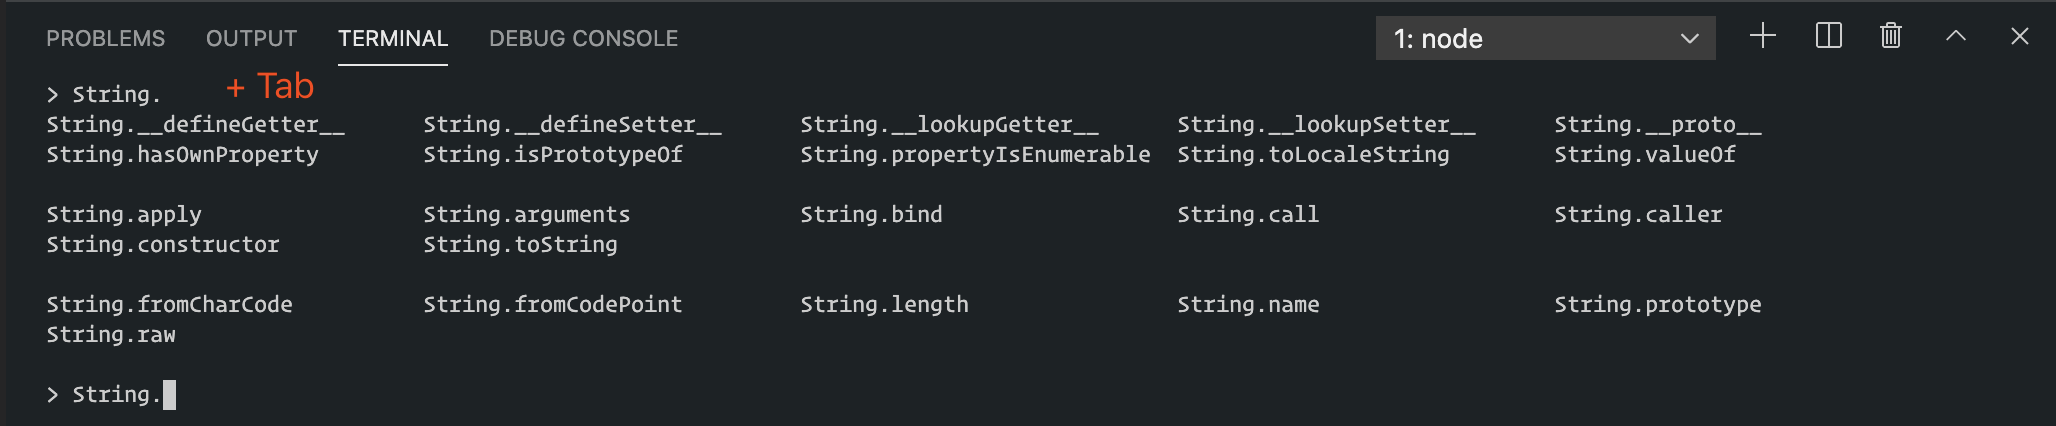 PROBLEMS OUTPUT TERMINAL DEBUG CONSOLE 1: node
> String. + Tab
String.__defineGetter__ String.__defineSetter__ String.__lookupGetter__ String.__lookupSetter__ String.__proto__
String.hasOwnProperty String.isPrototypeOf String.propertyIsEnumerable String.toLocaleString String.valueOf
String.apply String.arguments String.bind String.call String.caller
String.constructor String.toString
String.fromCharCode String.fromCodePoint String.length String.name String.prototype
String.raw
> String.